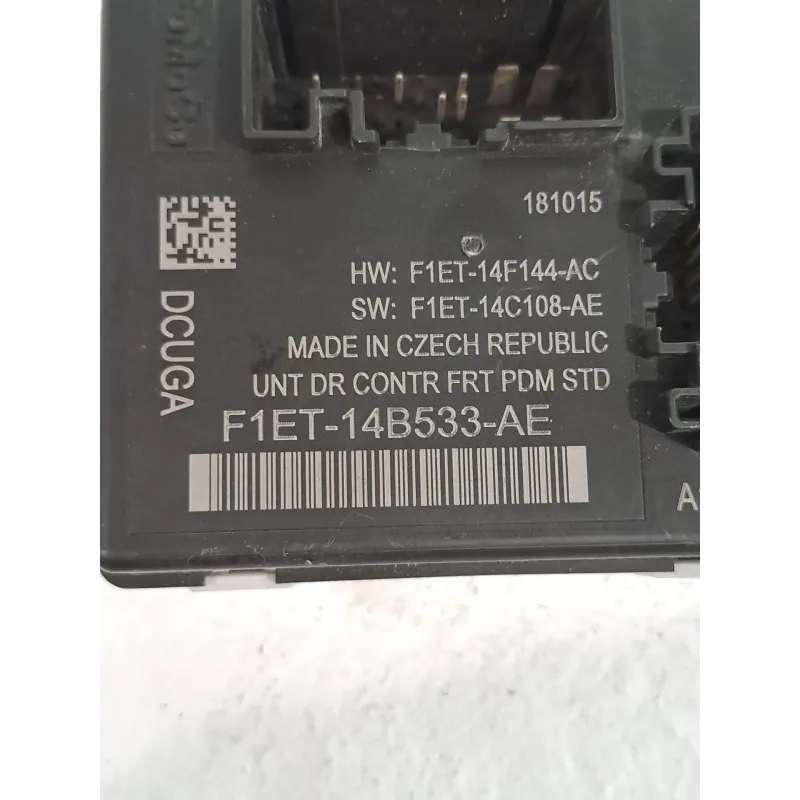 FoMoCo
181015
HW: F1ET-14F144-AC
SW: F1ET-14C108-AE
MADE IN CZECH REPUBLIC
UNT DR CONTR FRT PDM STD
F1ET-14B533-AE
DCUGA
A